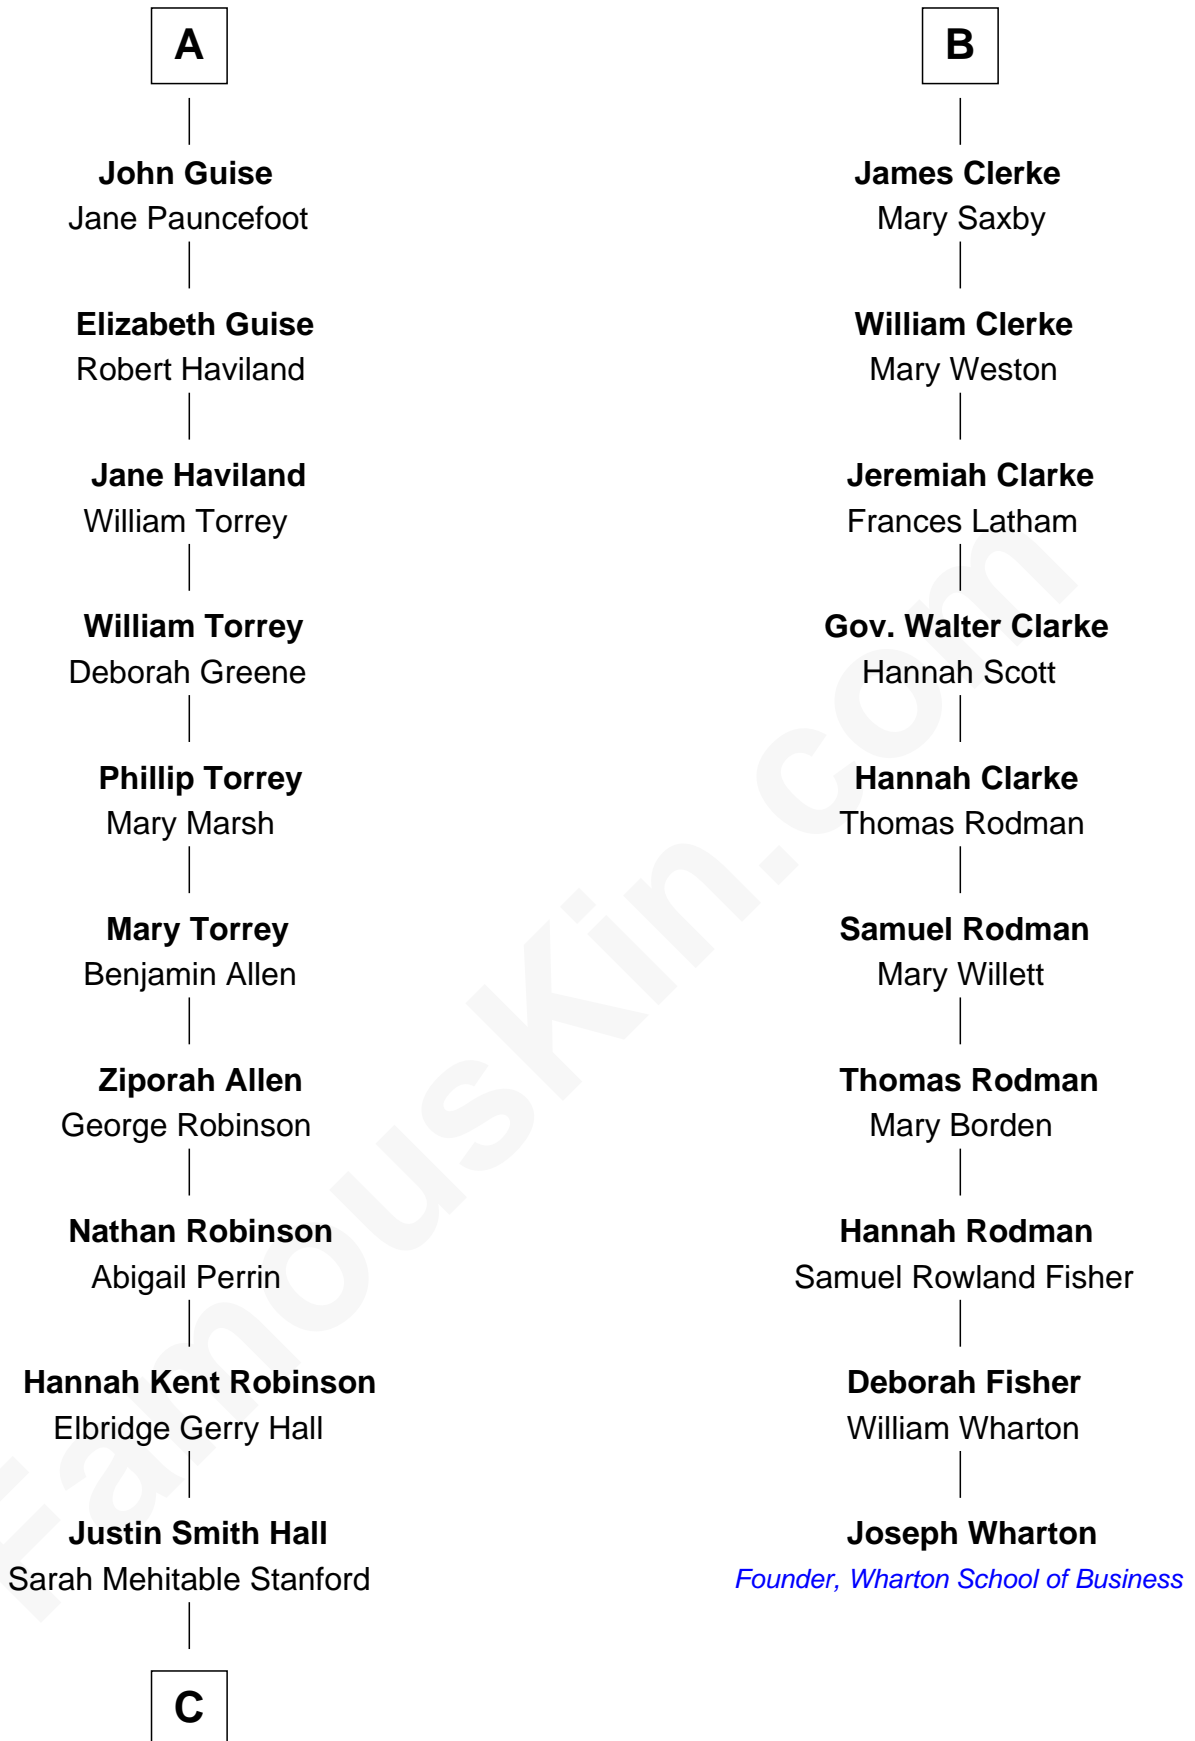 A
John Guise
Jane Pauncefoot
Elizabeth Guise
Robert Haviland
Jane Haviland
William Torrey
William Torrey
Deborah Greene
Phillip Torrey
Mary Marsh
Mary Torrey
Benjamin Allen
Ziporah Allen
George Robinson
Nathan Robinson
Abigail Perrin
Hannah Kent Robinson
Elbridge Gerry Hall
Justin Smith Hall
Sarah Mehitable Stanford
C
B
James Clerke
Mary Saxby
William Clerke
Mary Weston
Jeremiah Clarke
Frances Latham
Gov. Walter Clarke
Hannah Scott
Hannah Clarke
Thomas Rodman
Samuel Rodman
Mary Willett
Thomas Rodman
Mary Borden
Hannah Rodman
Samuel Rowland Fisher
Deborah Fisher
William Wharton
Joseph Wharton
Founder, Wharton School of Business
FamousKin.com